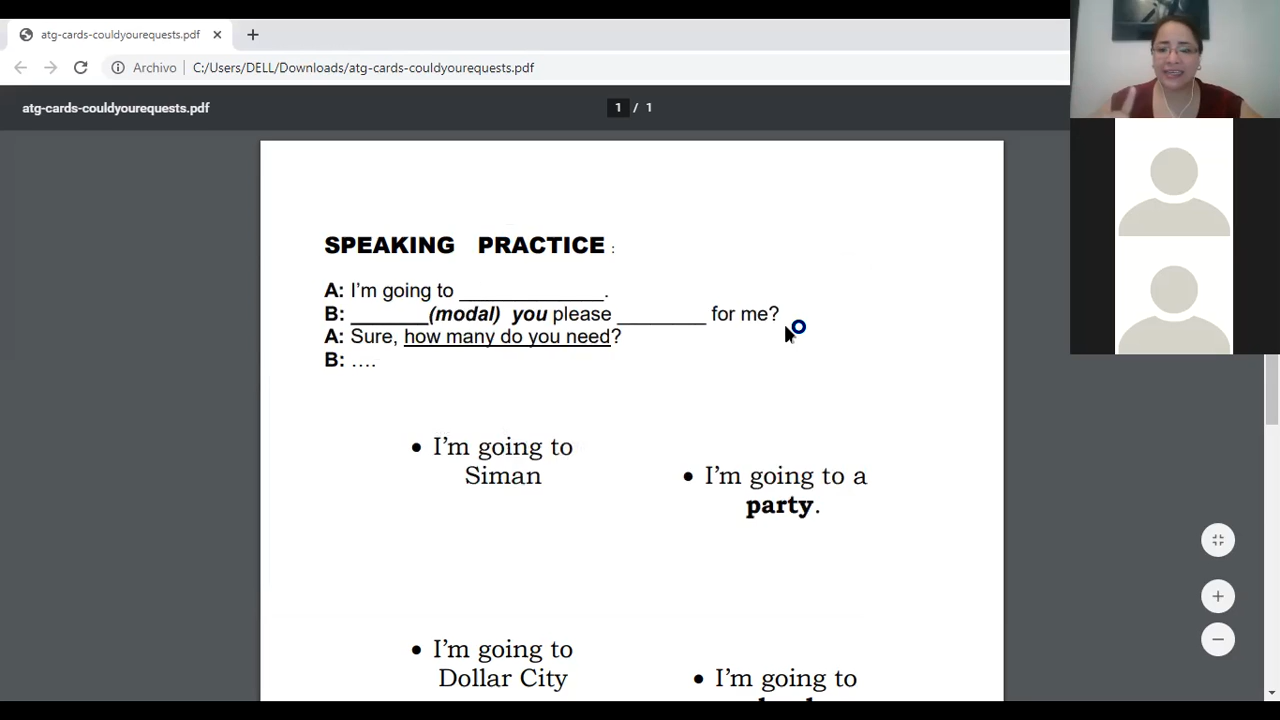 atg-cards-couldyourequests.pdf
Archivo | C:/Users/DELL/Downloads/atg-cards-couldyourequests.pdf
atg-cards-couldyourequests.pdf
1 / 1
SPEAKING PRACTICE :
A: I'm going to _____________.
B: _______(modal) you please ________ for me?
A: Sure, how many do you need?
B: ….
• I'm going to
Siman
• I'm going to a
party.
• I'm going to
Dollar City
• I'm going to